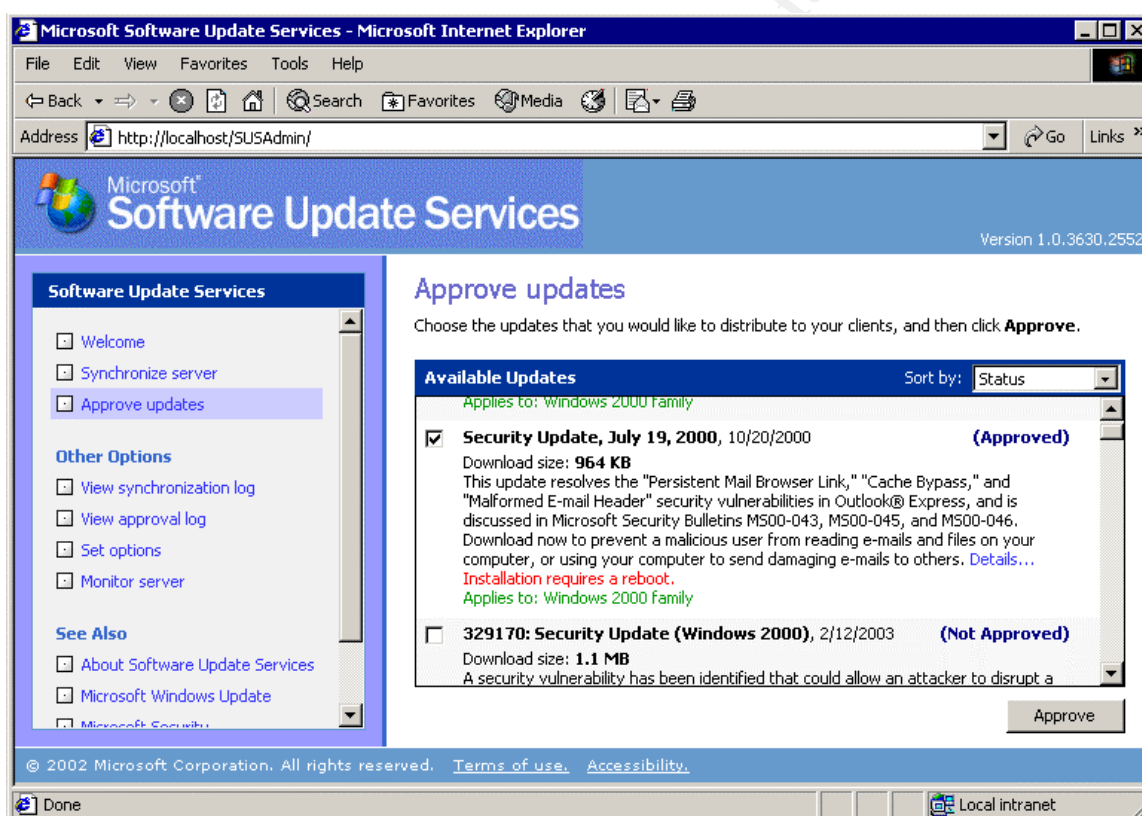 Microsoft Software Update Services - Microsoft Internet Explorer
File Edit View Favorites Tools Help
Back Search Favorites Media
Address http://localhost/SUSAdmin/ Go Links »
Microsoft®
Software Update Services
Version 1.0.3630.2552
Software Update Services
Welcome
Synchronize server
Approve updates
Other Options
View synchronization log
View approval log
Set options
Monitor server
See Also
About Software Update Services
Microsoft Windows Update
Microsoft Security
Approve updates
Choose the updates that you would like to distribute to your clients, and then click Approve.
Available Updates Sort by: Status
Applies to: Windows 2000 family
Security Update, July 19, 2000, 10/20/2000 (Approved)
Download size: 964 KB
This update resolves the "Persistent Mail Browser Link," "Cache Bypass," and
"Malformed E-mail Header" security vulnerabilities in Outlook® Express, and is
discussed in Microsoft Security Bulletins MS00-043, MS00-045, and MS00-046.
Download now to prevent a malicious user from reading e-mails and files on your
computer, or using your computer to send damaging e-mails to others. Details...
Installation requires a reboot.
Applies to: Windows 2000 family
329170: Security Update (Windows 2000), 2/12/2003 (Not Approved)
Download size: 1.1 MB
A security vulnerability has been identified that could allow an attacker to disrupt a
Approve
© 2002 Microsoft Corporation. All rights reserved. Terms of use. Accessibility.
Done Local intranet